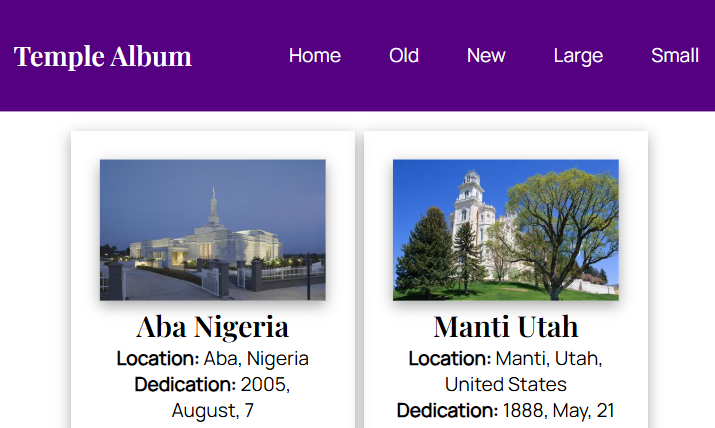 Temple Album
Home Old New Large Small
Aba Nigeria
Location: Aba, Nigeria
Dedication: 2005,
August, 7
Manti Utah
Location: Manti, Utah,
United States
Dedication: 1888, May, 21